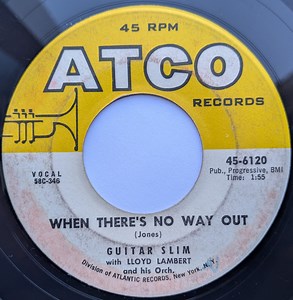 45 RPM
ATCO
RECORDS
VOCAL
58C-346
45-6120
Pub., Progressive, BMI
Time: 1:55
WHEN THERE'S NO WAY OUT
(Jones)
GUITAR SLIM
with LLOYD LAMBERT
and his Orch.
Division of ATLANTIC RECORDS, New York, N.Y.